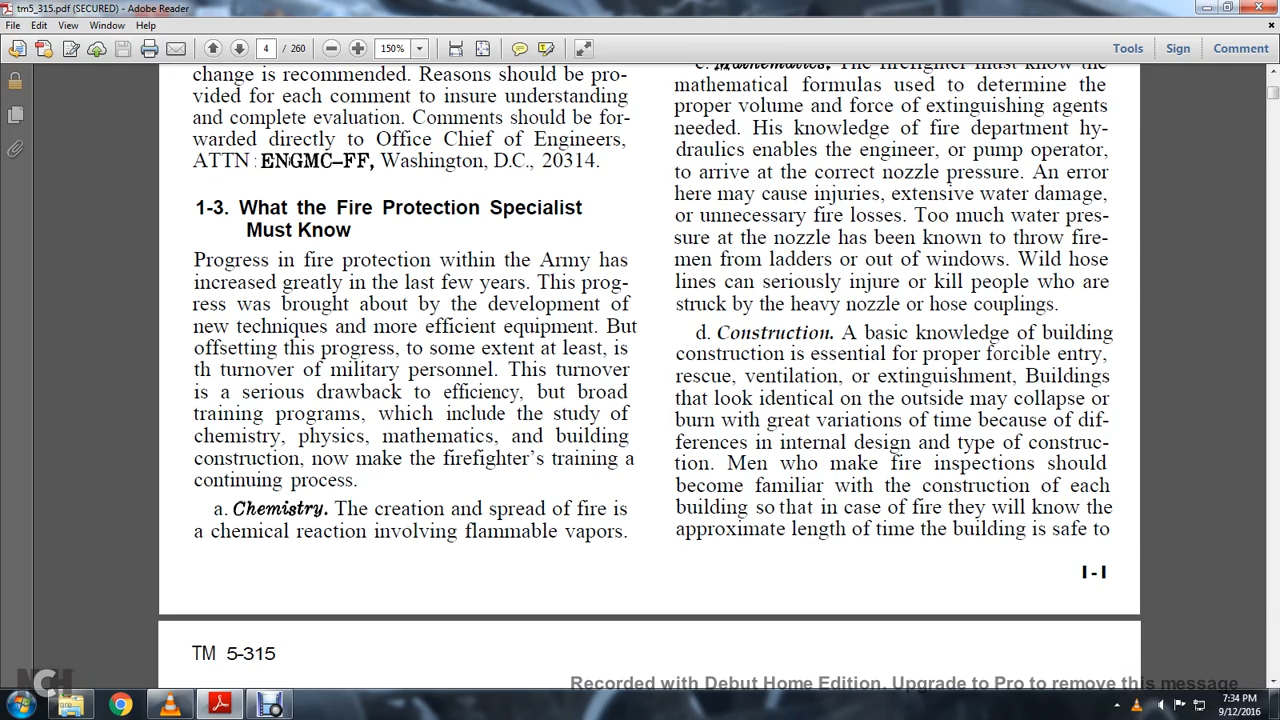 tm5_315.pdf (SECURED) - Adobe Reader
File Edit View Window Help
4 / 260 150% Tools Sign Comment
change is recommended. Reasons should be pro-
vided for each comment to insure understanding
and complete evaluation. Comments should be for-
warded directly to Office Chief of Engineers,
ATTN: ENGMC-FF, Washington, D.C., 20314.
1-3. What the Fire Protection Specialist
Must Know
Progress in fire protection within the Army has
increased greatly in the last few years. This prog-
ress was brought about by the development of
new techniques and more efficient equipment. But
offsetting this progress, to some extent at least, is
th turnover of military personnel. This turnover
is a serious drawback to efficiency, but broad
training programs, which include the study of
chemistry, physics, mathematics, and building
construction, now make the firefighter's training a
continuing process.
a. Chemistry. The creation and spread of fire is
a chemical reaction involving flammable vapors.
c. Mathematics. The firefighter must know the
mathematical formulas used to determine the
proper volume and force of extinguishing agents
needed. His knowledge of fire department hy-
draulics enables the engineer, or pump operator,
to arrive at the correct nozzle pressure. An error
here may cause injuries, extensive water damage,
or unnecessary fire losses. Too much water pres-
sure at the nozzle has been known to throw fire-
men from ladders or out of windows. Wild hose
lines can seriously injure or kill people who are
struck by the heavy nozzle or hose couplings.
d. Construction. A basic knowledge of building
construction is essential for proper forcible entry,
rescue, ventilation, or extinguishment, Buildings
that look identical on the outside may collapse or
burn with great variations of time because of dif-
ferences in internal design and type of construc-
tion. Men who make fire inspections should
become familiar with the construction of each
building so that in case of fire they will know the
approximate length of time the building is safe to
I-I
TM 5-315
Recorded with Debut Home Edition. Upgrade to Pro to remove this message
NCH
7:34 PM
9/12/2016